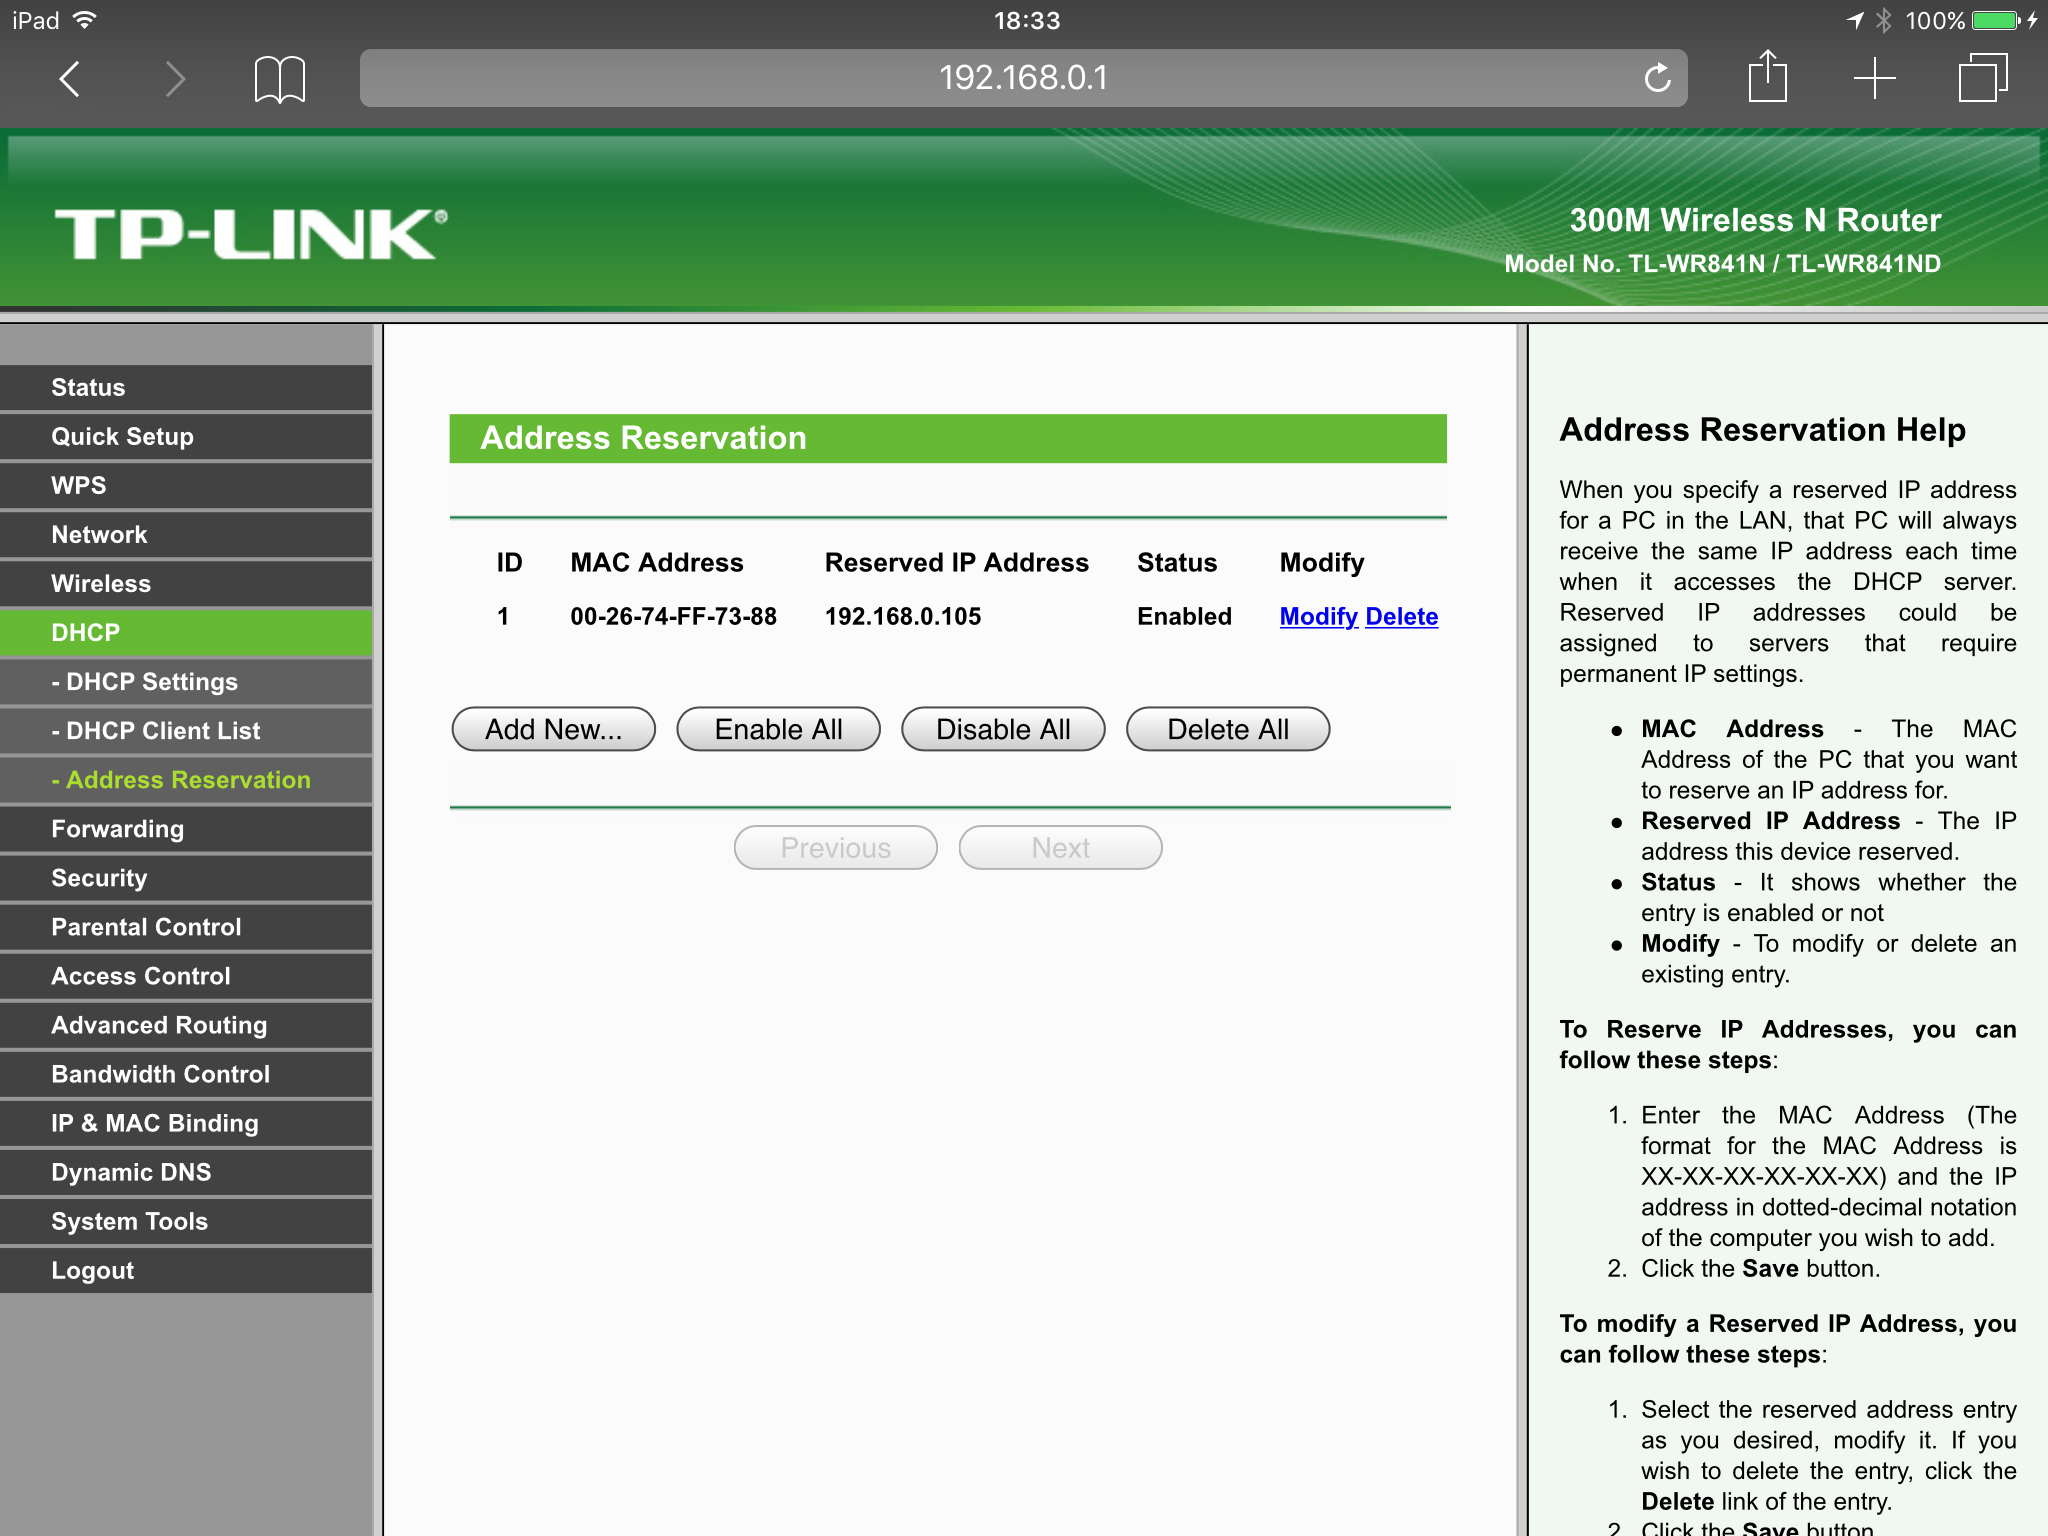 iPad
18:33
100%
192.168.0.1
TP-LINK®
300M Wireless N Router
Model No. TL-WR841N / TL-WR841ND
Status
Quick Setup
WPS
Network
Wireless
DHCP
- DHCP Settings
- DHCP Client List
- Address Reservation
Forwarding
Security
Parental Control
Access Control
Advanced Routing
Bandwidth Control
IP & MAC Binding
Dynamic DNS
System Tools
Logout
Address Reservation
ID MAC Address Reserved IP Address Status Modify
1 00-26-74-FF-73-88 192.168.0.105 Enabled Modify Delete
Add New... Enable All Disable All Delete All
Previous Next
Address Reservation Help
When you specify a reserved IP address
for a PC in the LAN, that PC will always
receive the same IP address each time
when it accesses the DHCP server.
Reserved IP addresses could be
assigned to servers that require
permanent IP settings.
● MAC Address - The MAC
Address of the PC that you want
to reserve an IP address for.
● Reserved IP Address - The IP
address this device reserved.
● Status - It shows whether the
entry is enabled or not
● Modify - To modify or delete an
existing entry.
To Reserve IP Addresses, you can
follow these steps:
1. Enter the MAC Address (The
format for the MAC Address is
XX-XX-XX-XX-XX-XX) and the IP
address in dotted-decimal notation
of the computer you wish to add.
2. Click the Save button.
To modify a Reserved IP Address, you
can follow these steps:
1. Select the reserved address entry
as you desired, modify it. If you
wish to delete the entry, click the
Delete link of the entry.
2. Click the Save button